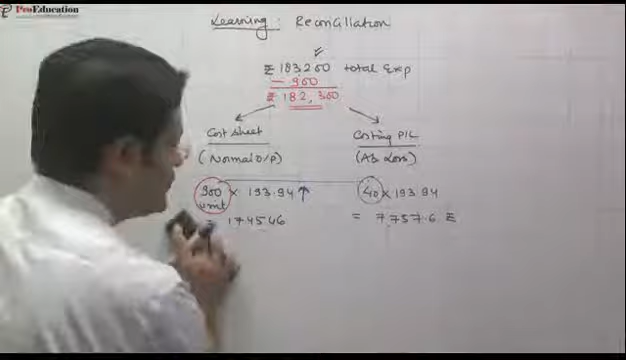 ProEducation
Learning : Reconcillation
₹ 183260 total Exp
- 900
₹ 182,360
Cost sheet
Costing P/L
(Normal O/P)
(Ab Loss)
900 × 193.94 ↑
40 × 193.94
unit
= 174546
= 7757.6 ₹